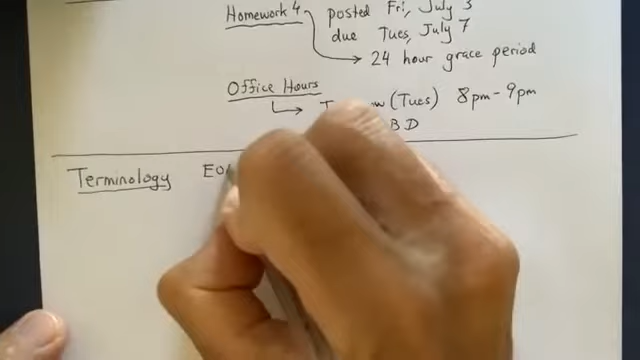 Homework 4 posted Fri, July 3
due Tues, July 7
24 hour grace period
Office Hours
(Tues) 8pm - 9pm
Terminology